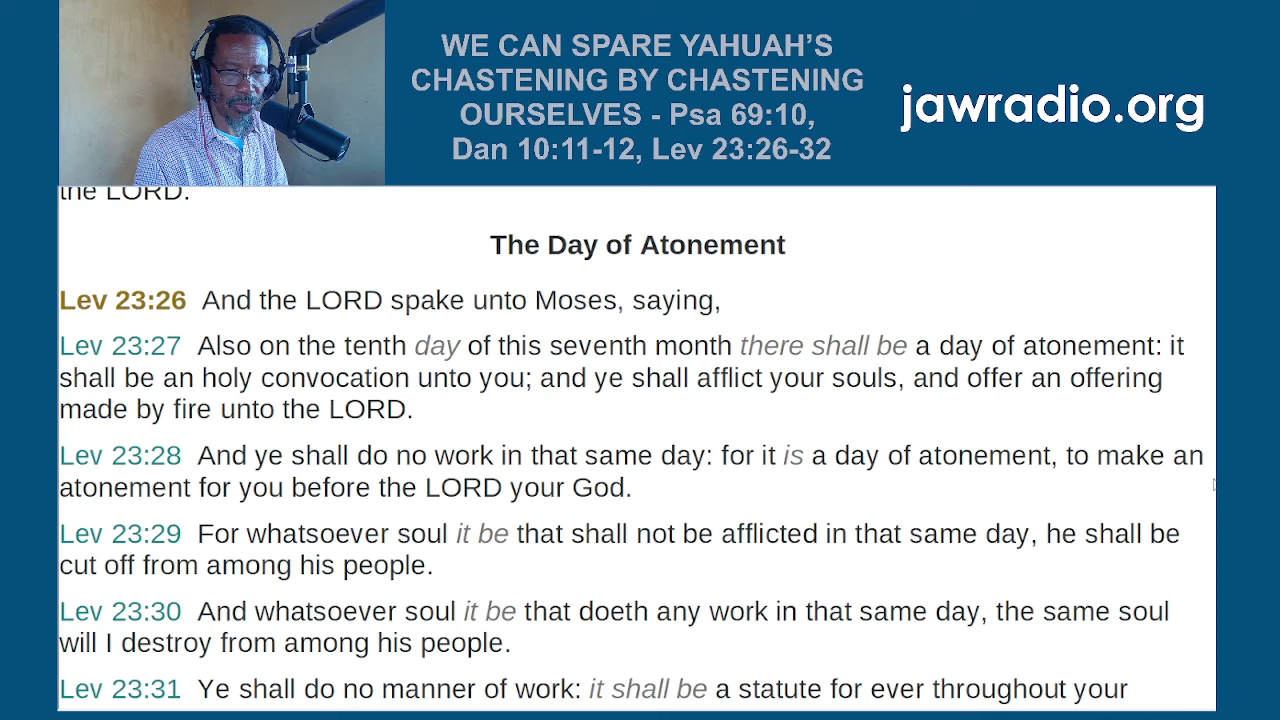 WE CAN SPARE YAHUAH’S
CHASTENING BY CHASTENING
OURSELVES - Psa 69:10,
Dan 10:11-12, Lev 23:26-32
jawradio.org
the LORD.
The Day of Atonement
Lev 23:26 And the LORD spake unto Moses, saying,
Lev 23:27 Also on the tenth day of this seventh month there shall be a day of atonement: it
shall be an holy convocation unto you; and ye shall afflict your souls, and offer an offering
made by fire unto the LORD.
Lev 23:28 And ye shall do no work in that same day: for it is a day of atonement, to make an
atonement for you before the LORD your God.
Lev 23:29 For whatsoever soul it be that shall not be afflicted in that same day, he shall be
cut off from among his people.
Lev 23:30 And whatsoever soul it be that doeth any work in that same day, the same soul
will I destroy from among his people.
Lev 23:31 Ye shall do no manner of work: it shall be a statute for ever throughout your